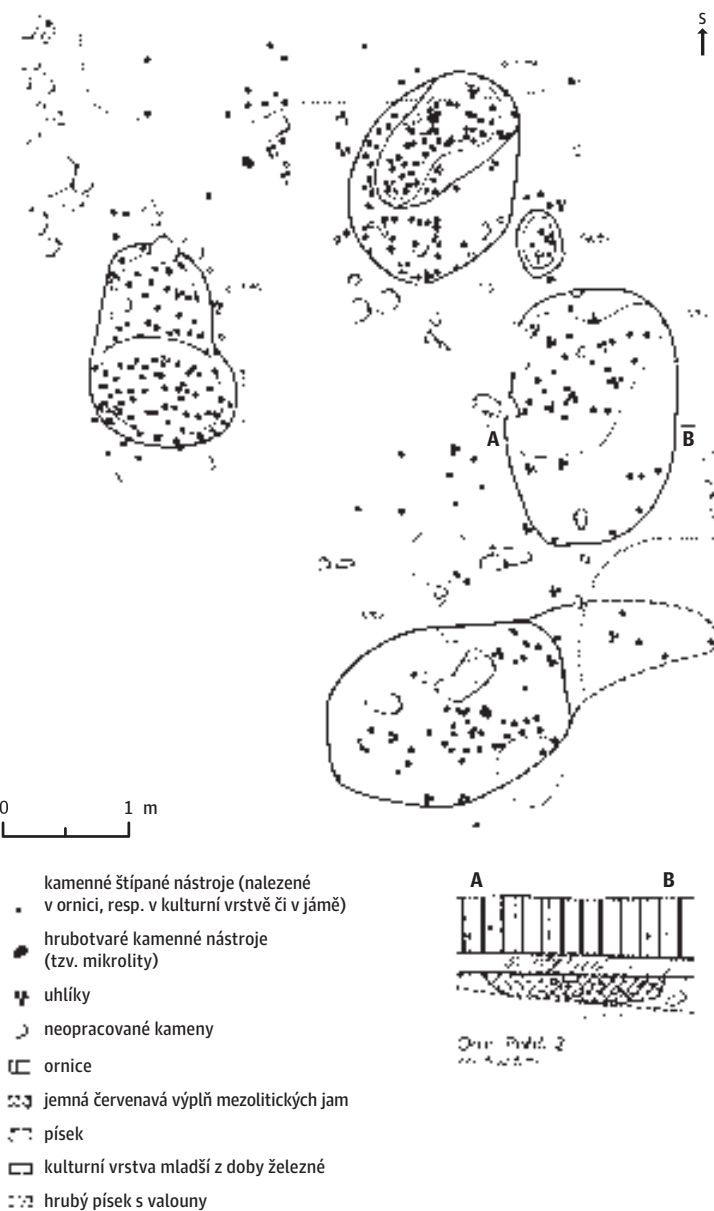 S
A
B
0
1 m
kamenné štípané nástroje (nalezené
v ornici, resp. v kulturní vrstvě či v jámě)
hrubotvaré kamenné nástroje
(tzv. mikrolity)
uhlíky
neopracované kameny
ornice
jemná červenavá výplň mezolitických jam
písek
kulturní vrstva mladší z doby železné
hrubý písek s valouny
A
B